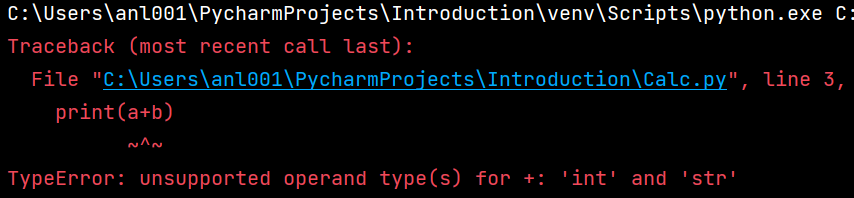 C:\Users\anl001\PycharmProjects\Introduction\venv\Scripts\python.exe C:
Traceback (most recent call last):
  File "C:\Users\anl001\PycharmProjects\Introduction\Calc.py", line 3,
    print(a+b)
          ~^~
TypeError: unsupported operand type(s) for +: 'int' and 'str'